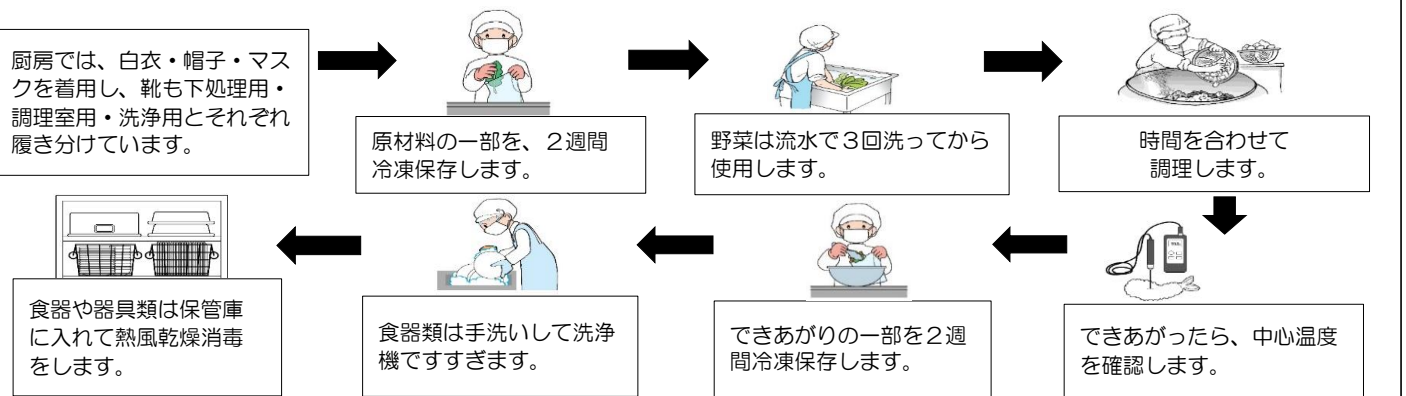 厨房では、白衣・帽子・マス
クを着用し、靴も下処理用・
調理室用・洗浄用とそれぞれ
履き分けています。
原材料の一部を、２週間
冷凍保存します。
野菜は流水で３回洗ってから
使用します。
時間を合わせて
調理します。
できあがったら、中心温度
を確認します。
できあがりの一部を２週
間冷凍保存します。
食器類は手洗いして洗浄
機ですすぎます。
食器や器具類は保管庫
に入れて熱風乾燥消毒
をします。